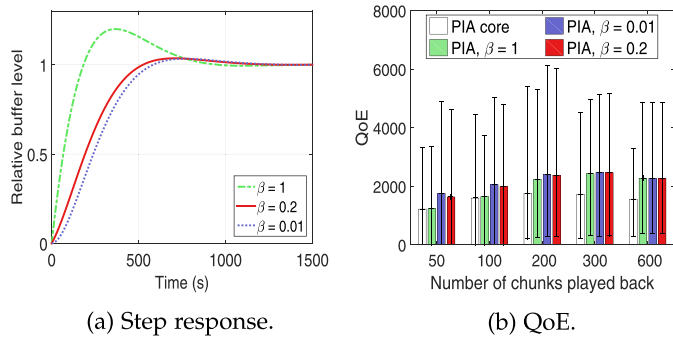 Relative buffer level
1
0.5
0
0
500
1000
1500
Time (s)
β = 1
β = 0.2
β = 0.01
(a) Step response.
QoE
8000
6000
4000
2000
0
PIA core
PIA, β = 0.01
PIA, β = 1
PIA, β = 0.2
50
100
200
300
600
Number of chunks played back
(b) QoE.